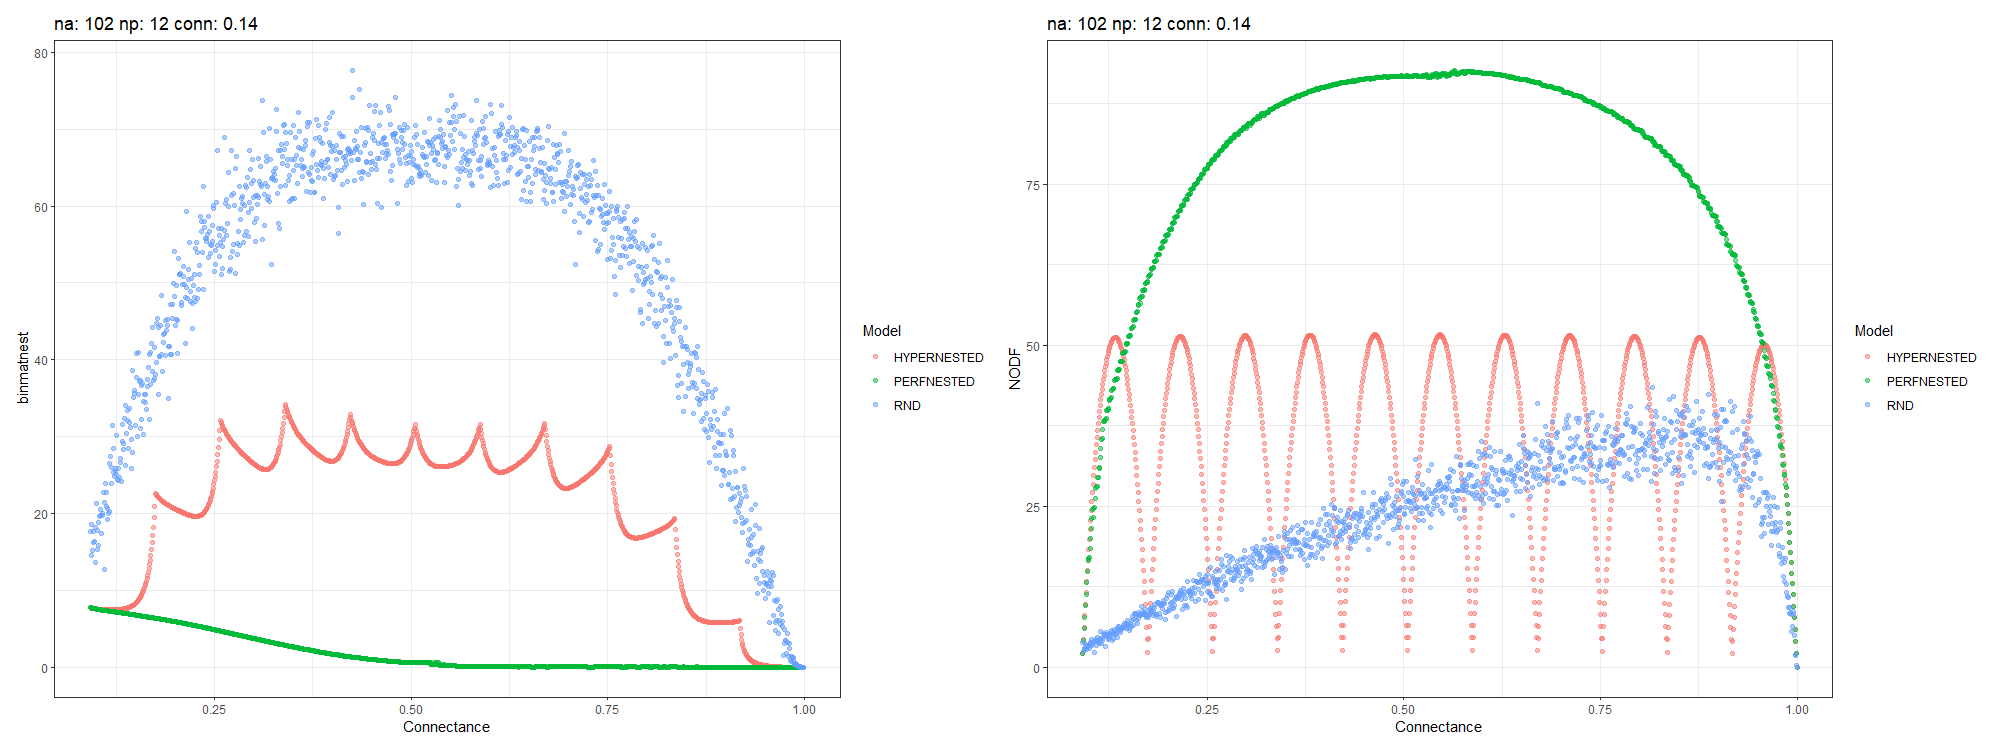 na: 102 np: 12 conn: 0.14
80
60
40
20
0
binmatnest
0.25 0.50 0.75 1.00
Connectance
Model
HYPERNESTED
PERFNESTED
RND
na: 102 np: 12 conn: 0.14
75
50
25
0
NODF
0.25 0.50 0.75 1.00
Connectance
Model
HYPERNESTED
PERFNESTED
RND